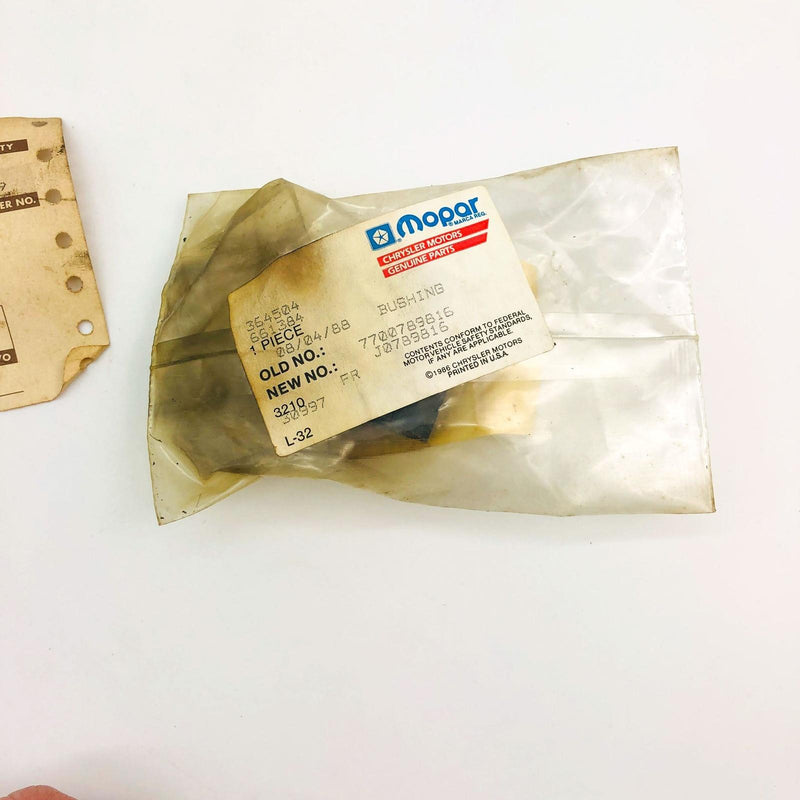 TY
ER NO.
Mopar
® MARCA REG.
CHRYSLER MOTORS
GENUINE PARTS
364504 BUSHING
661384
1 PIECE
08/04/88
OLD NO.: 7700789816
NEW NO.: J0789816
FR
3210
30997
L-32
CONTENTS CONFORM TO FEDERAL
MOTOR VEHICLE SAFETY STANDARDS,
IF ANY ARE APPLICABLE.
©1986 CHRYSLER MOTORS
PRINTED IN U.S.A.